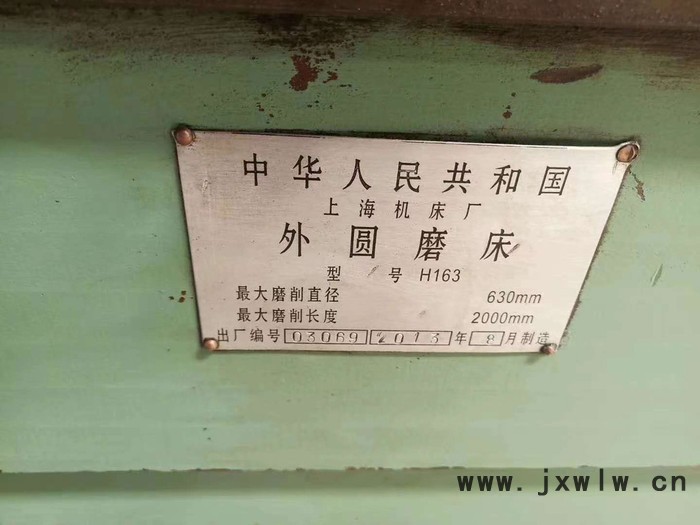 中华人民共和国
上海机床厂
外圆磨床
型 号 H163
最大磨削直径 630mm
最大磨削长度 2000mm
出厂编号 03069 2013 年 8 月制造
www.jxwlw.cn